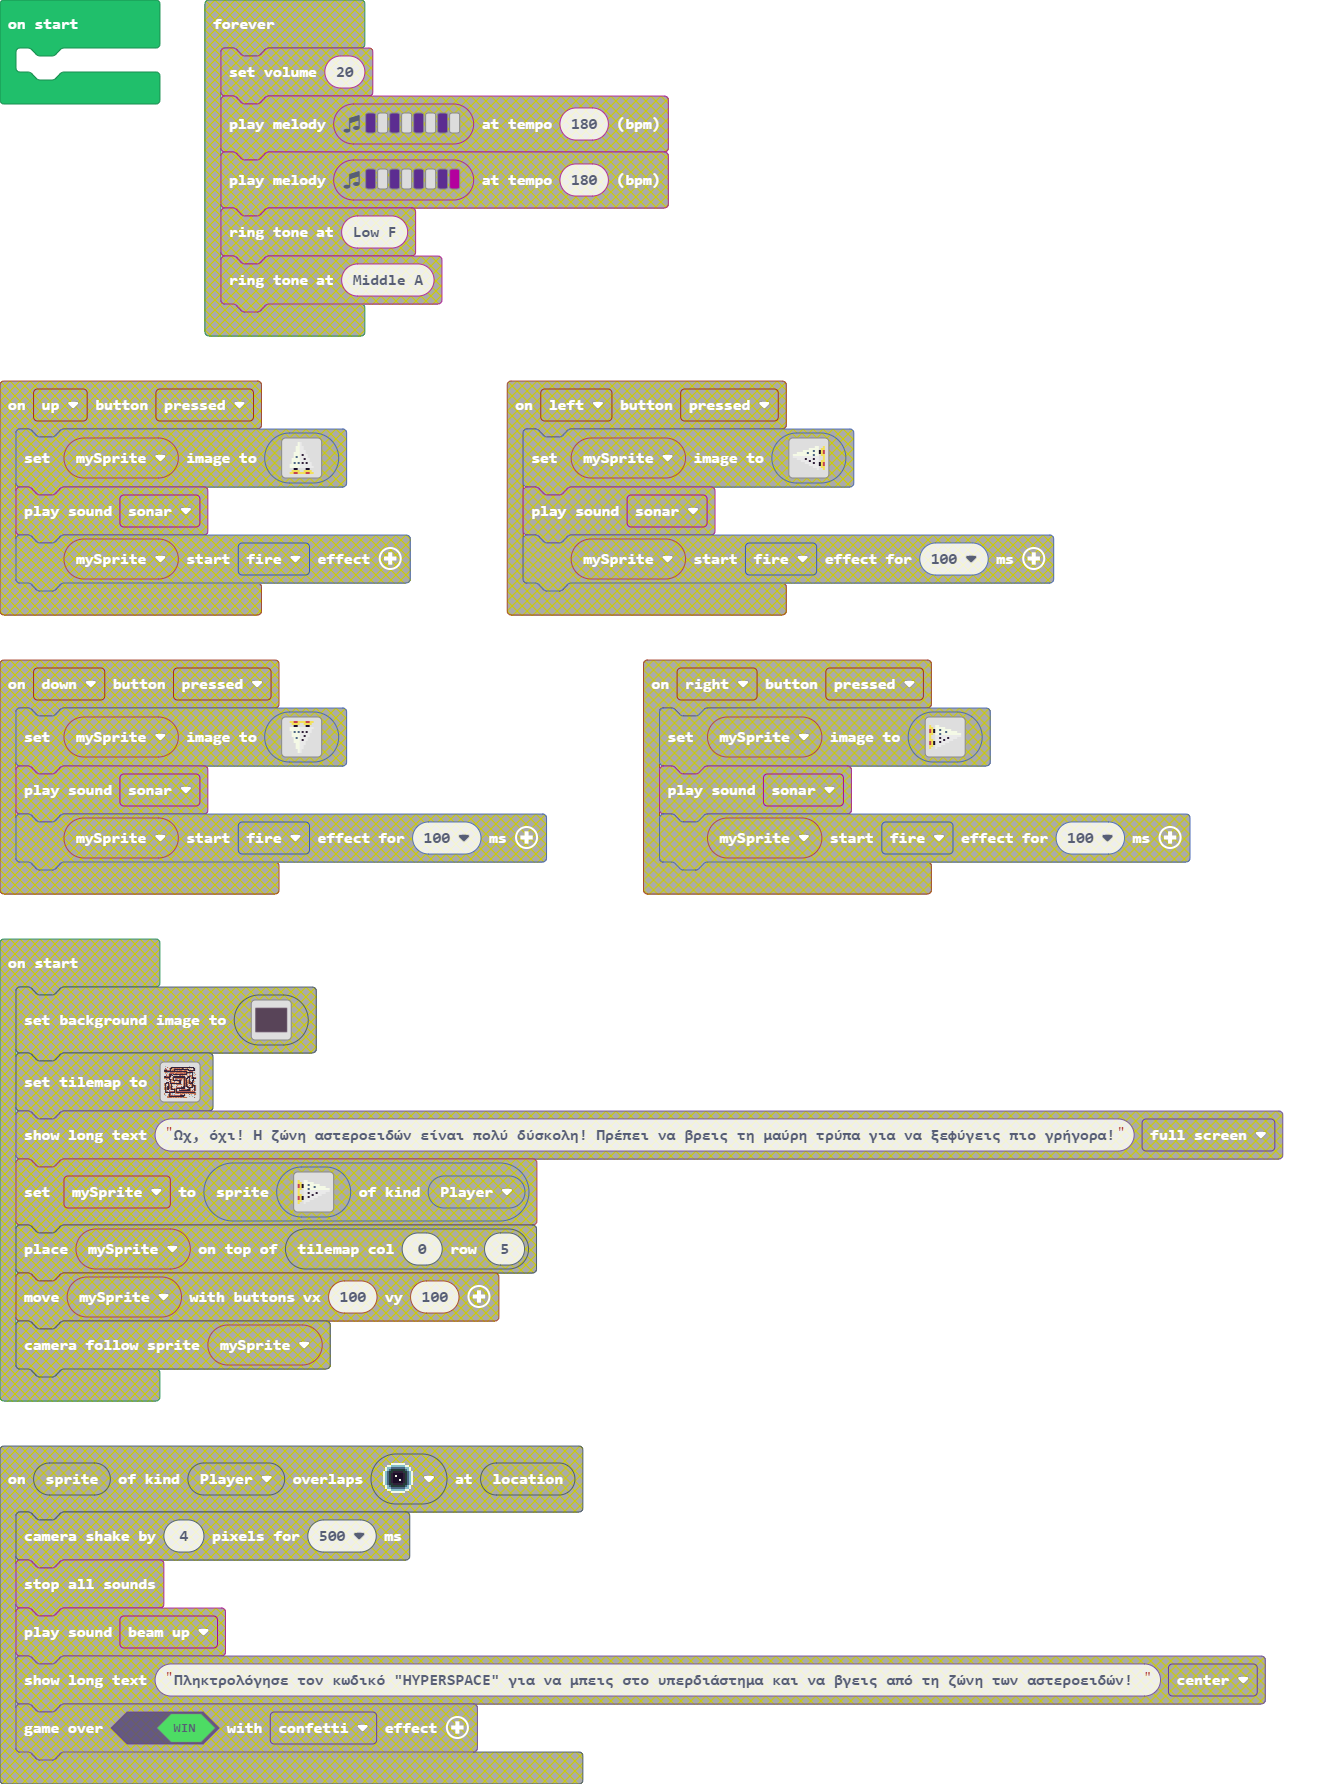 on start
forever
set volume 20
play melody at tempo 180 (bpm)
play melody at tempo 180 (bpm)
ring tone at Low F
ring tone at Middle A
on up button pressed
set mySprite image to
play sound sonar
mySprite start fire effect
on left button pressed
set mySprite image to
play sound sonar
mySprite start fire effect for 100 ms
on down button pressed
set mySprite image to
play sound sonar
mySprite start fire effect for 100 ms
on right button pressed
set mySprite image to
play sound sonar
mySprite start fire effect for 100 ms
on start
set background image to
set tilemap to
show long text "Ωχ, όχι! Η ζώνη αστεροειδών είναι πολύ δύσκολη! Πρέπει να βρεις τη μαύρη τρύπα για να ξεφύγεις πιο γρήγορα!" full screen
set mySprite to sprite of kind Player
place mySprite on top of tilemap col 0 row 5
move mySprite with buttons vx 100 vy 100
camera follow sprite mySprite
on sprite of kind Player overlaps at location
camera shake by 4 pixels for 500 ms
stop all sounds
play sound beam up
show long text "Πληκτρολόγησε τον κωδικό "HYPERSPACE" για να μπεις στο υπερδιάστημα και να βγεις από τη ζώνη των αστεροειδών! " center
game over WIN with confetti effect